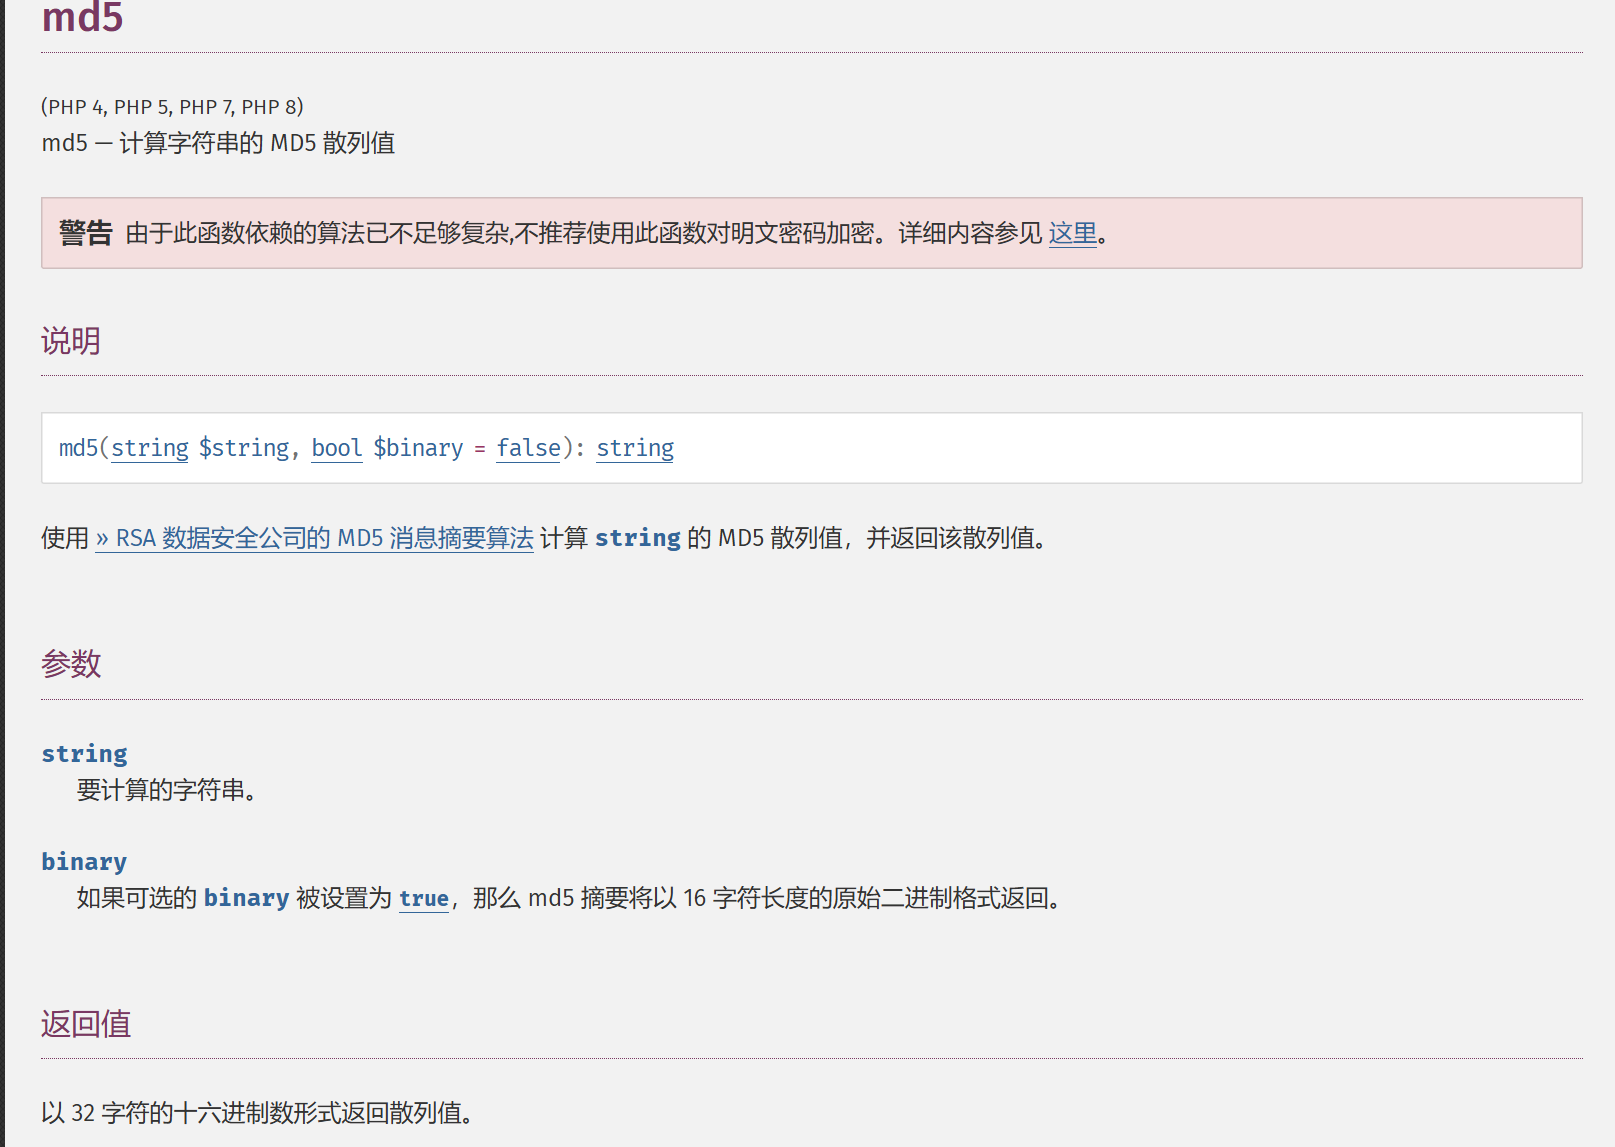 md5
(PHP 4, PHP 5, PHP 7, PHP 8)
md5 — 计算字符串的 MD5 散列值
警告 由于此函数依赖的算法已不足够复杂,不推荐使用此函数对明文密码加密。详细内容参见 这里。
说明
md5(string $string, bool $binary = false): string
使用 » RSA 数据安全公司的 MD5 消息摘要算法 计算 string 的 MD5 散列值，并返回该散列值。
参数
string
要计算的字符串。
binary
如果可选的 binary 被设置为 true，那么 md5 摘要将以 16 字符长度的原始二进制格式返回。
返回值
以 32 字符的十六进制数形式返回散列值。